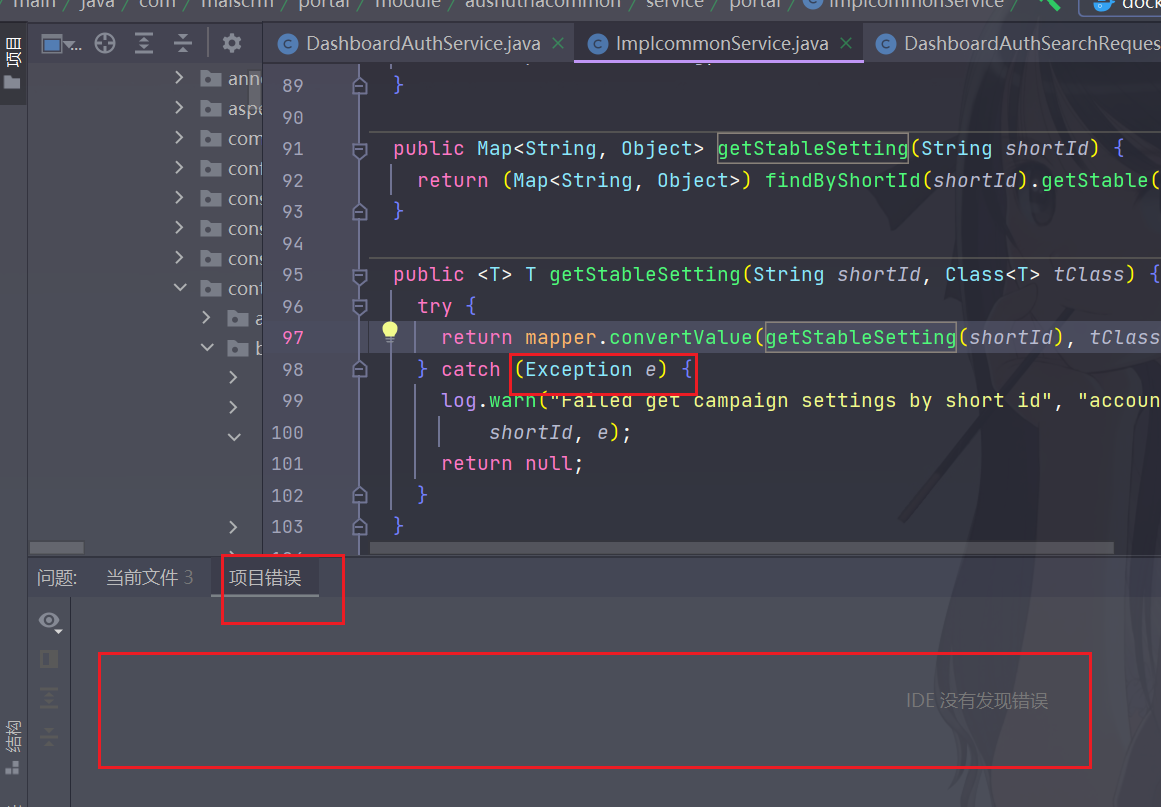 main / java / com / maiscrm / portal / module / aushuthacommon / service / portal / ImplcommonService
项目
DashboardAuthService.java
ImplcommonService.java
DashboardAuthSearchReques
89 }
90
91 public Map<String, Object> getStableSetting(String shortId) {
92 return (Map<String, Object>) findByShortId(shortId).getStable(
93 }
94
95 public <T> T getStableSetting(String shortId, Class<T> tClass) {
96 try {
97 return mapper.convertValue(getStableSetting(shortId), tClass
98 } catch (Exception e) {
99 log.warn("Failed get campaign settings by short id", "accoun
100 shortId, e);
101 return null;
102 }
103 }
ann
aspe
com
conf
cons
cons
cons
cont
a
b
问题:
当前文件 3
项目错误
IDE 没有发现错误
结构